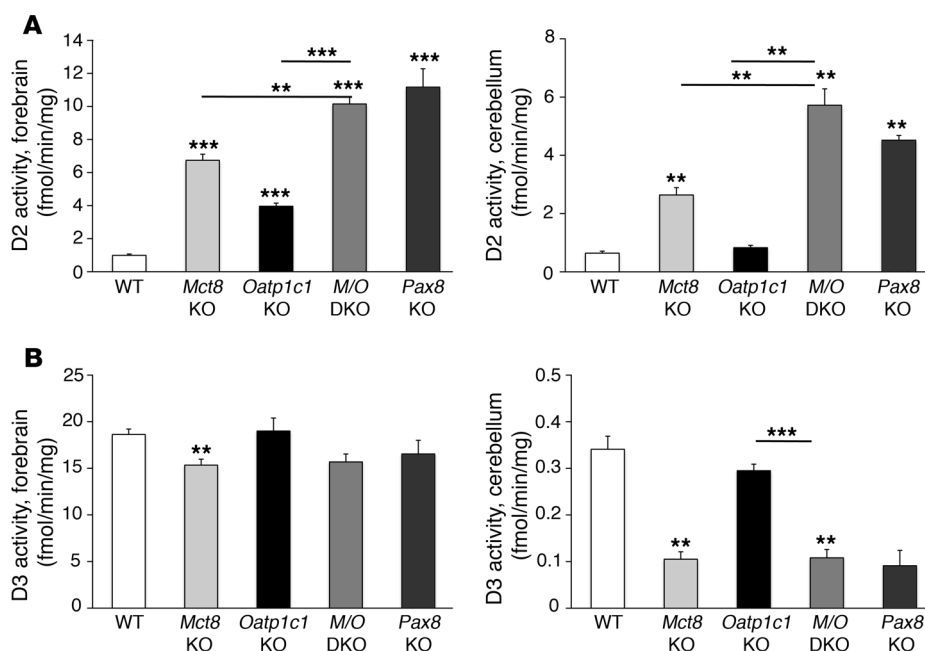 A
D2 activity, forebrain
(fmol/min/mg)
14
12
10
8
6
4
2
0
***
***
**
***
***
***
WT
Mct8
KO
Oatp1c1
KO
M/O
DKO
Pax8
KO
D2 activity, cerebellum
(fmol/min/mg)
8
6
4
2
0
**
**
**
**
**
WT
Mct8
KO
Oatp1c1
KO
M/O
DKO
Pax8
KO
B
D3 activity, forebrain
(fmol/min/mg)
25
20
15
10
5
0
**
WT
Mct8
KO
Oatp1c1
KO
M/O
DKO
Pax8
KO
D3 activity, cerebellum
(fmol/min/mg)
0.5
0.4
0.3
0.2
0.1
0
***
**
**
WT
Mct8
KO
Oatp1c1
KO
M/O
DKO
Pax8
KO